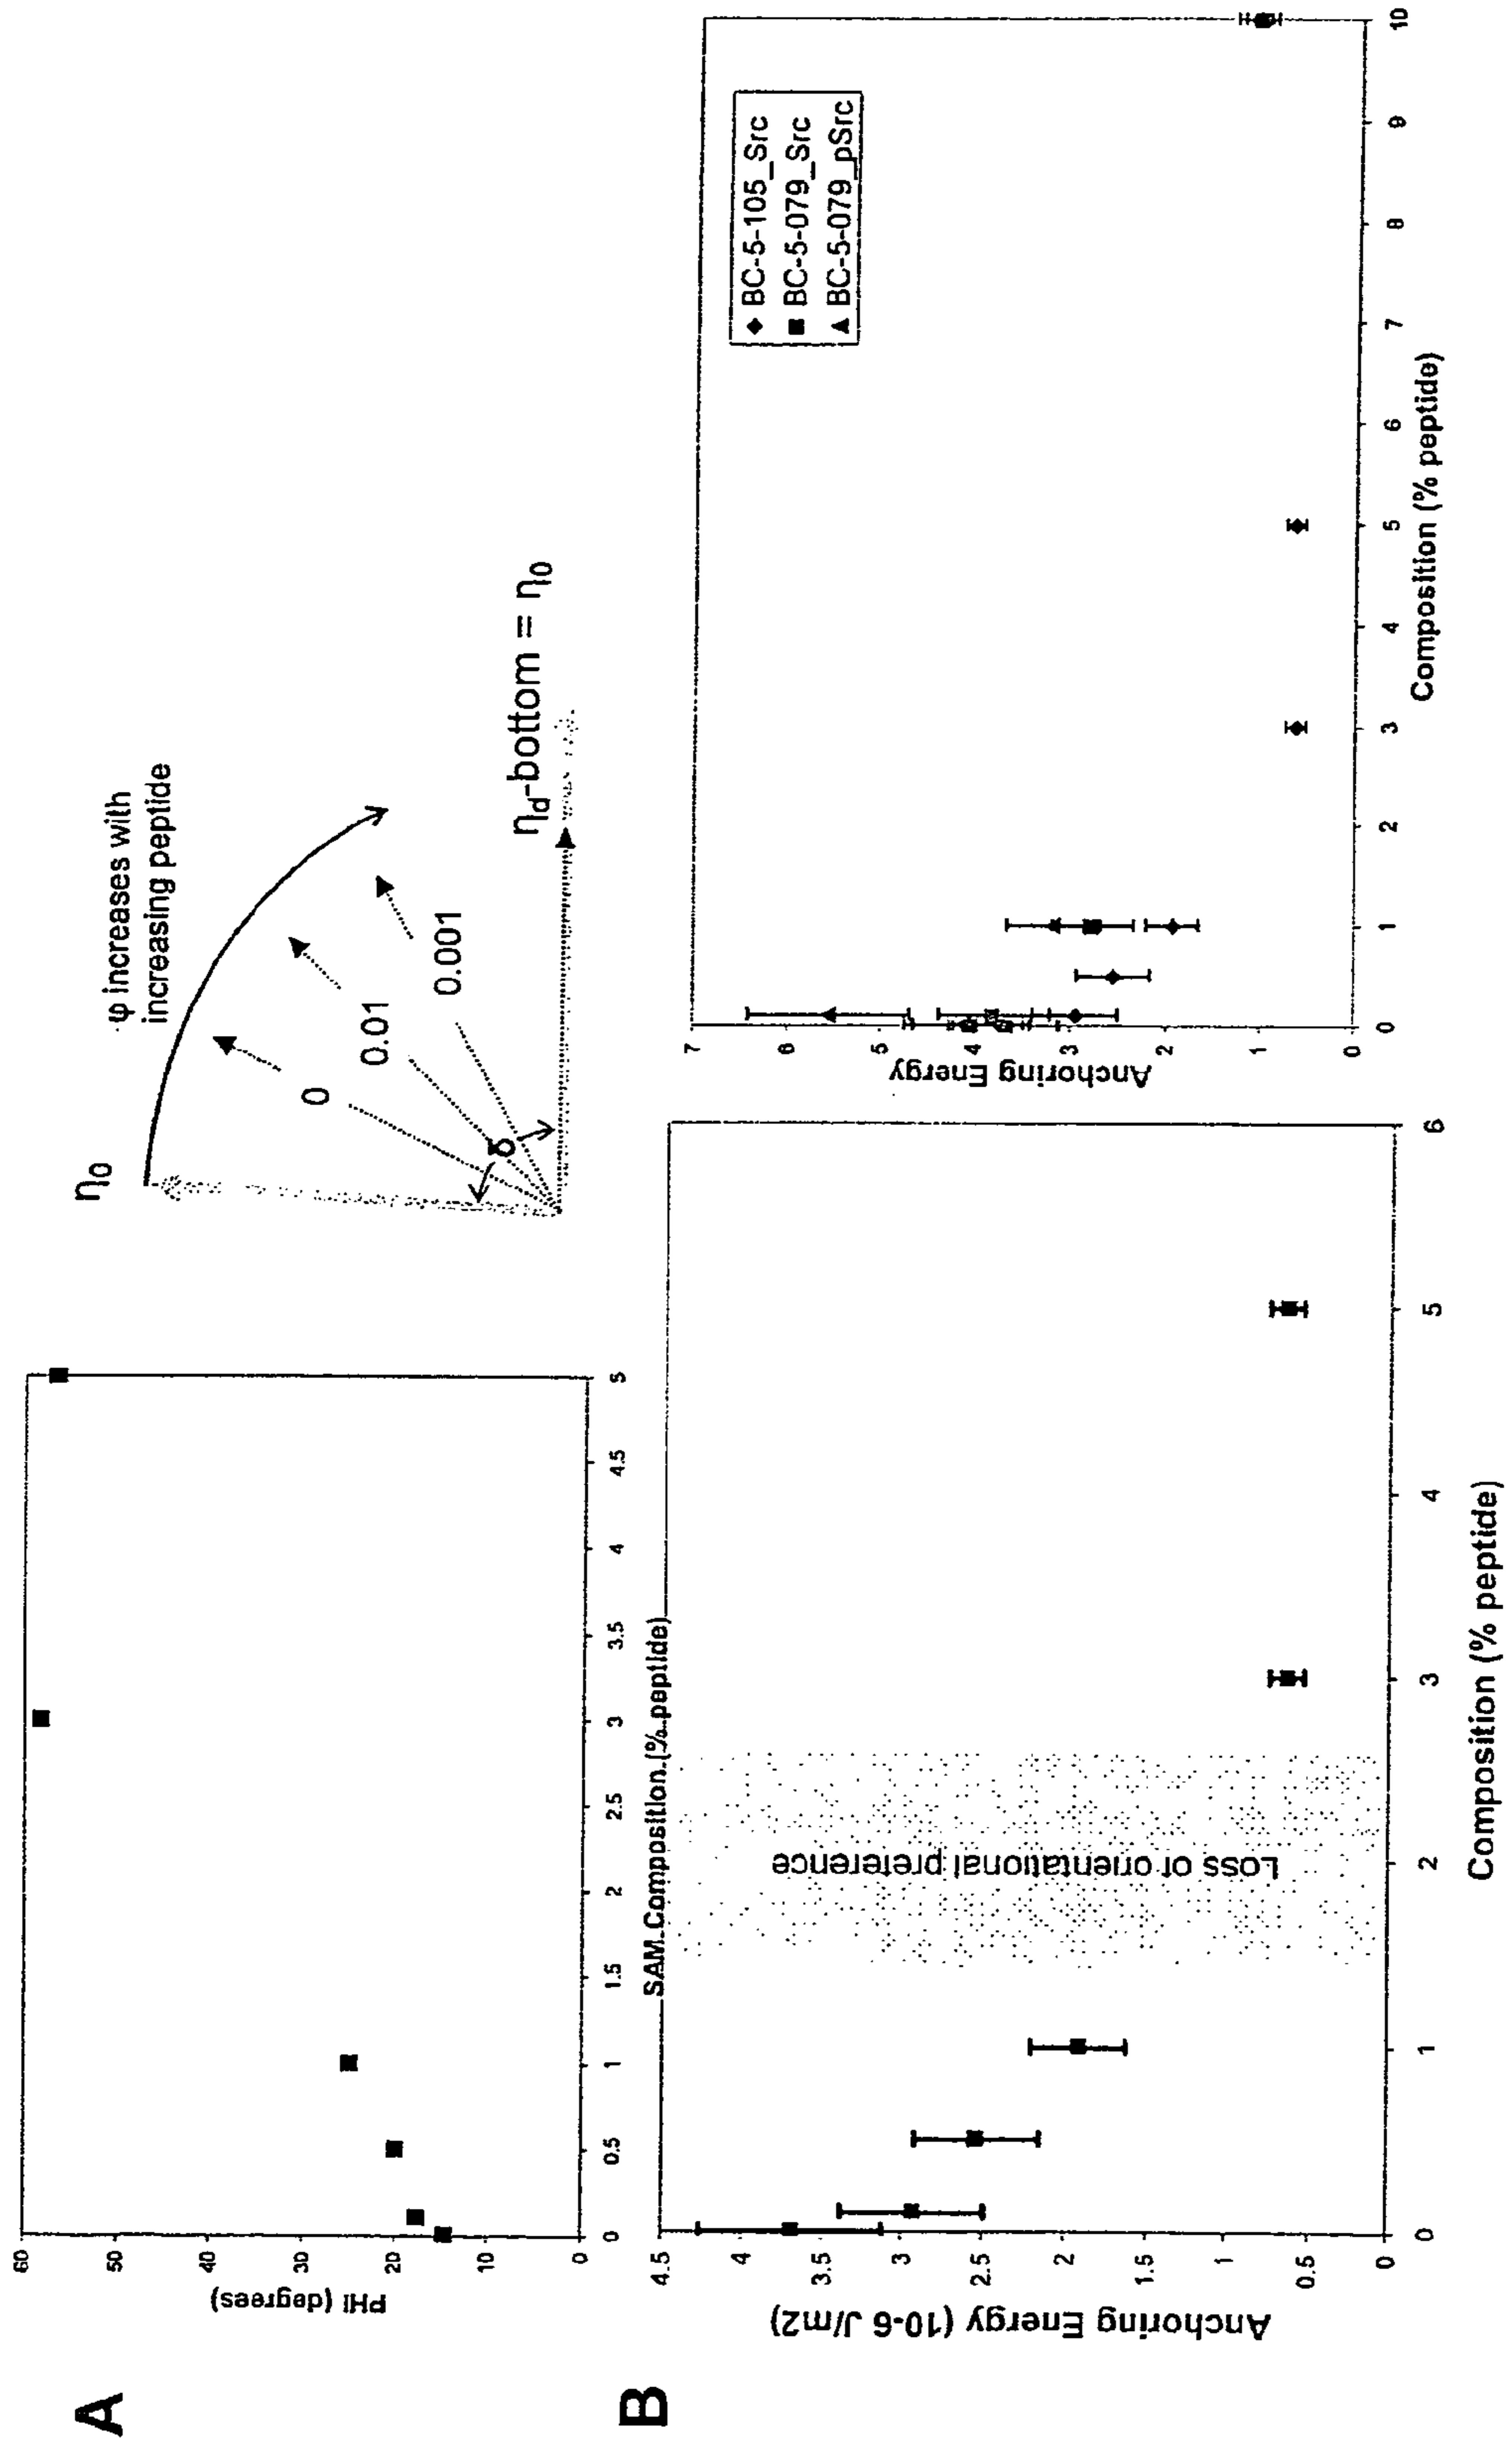 A
PHI (degrees)
60
50
40
30
20
10
0
0 0.5 1 1.5 2 2.5 3 3.5 4 4.5 5
SAM Composition (% peptide)
η0
φ increases with
increasing peptide
0
0.01
0.001
δ
ηd-bottom = η0
B
Anchoring Energy (10-6 J/m2)
4.5
4
3.5
3
2.5
2
1.5
1
0.5
0
Loss of orientational preference
0 1 2 3 4 5 6
Composition (% peptide)
Anchoring Energy
7
6
5
4
3
2
1
0
BC-5-105_Src
BC-5-079_Src
BC-5-079_pSrc
0 1 2 3 4 5 6 7 8 9 10
Composition (% peptide)